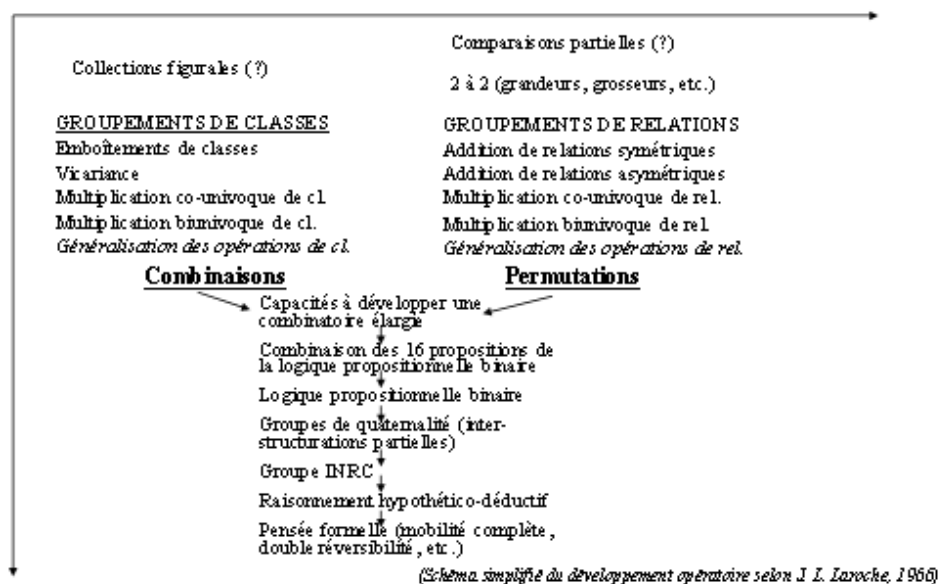 Collections figurales (?)
GROUPEMENTS DE CLASSES
Emboîtements de classes
Vicariance
Multiplication co-univoque de cl.
Multiplication biunivoque de cl.
Généralisation des opérations de cl.
Combinaisons
Comparaisons partielles (?)
2 à 2 (grandeurs, grosseurs, etc.)
GROUPEMENTS DE RELATIONS
Addition de relations symétriques
Addition de relations asymétriques
Multiplication co-univoque de rel.
Multiplication biunivoque de rel.
Généralisation des opérations de rel.
Permutations
Capacités à développer une
combinatoire élargie
Combinaison des 16 propositions de
la logique propositionnelle binaire
Logique propositionnelle binaire
Groupes de quaternalité (inter-
structurations partielles)
Groupe INRC
Raisonnement hypothético-déductif
Pensée formelle (mobilité complète,
double réversibilité, etc.)
(Schéma simplifié du développement opératoire selon J. L. Laroche, 1966)